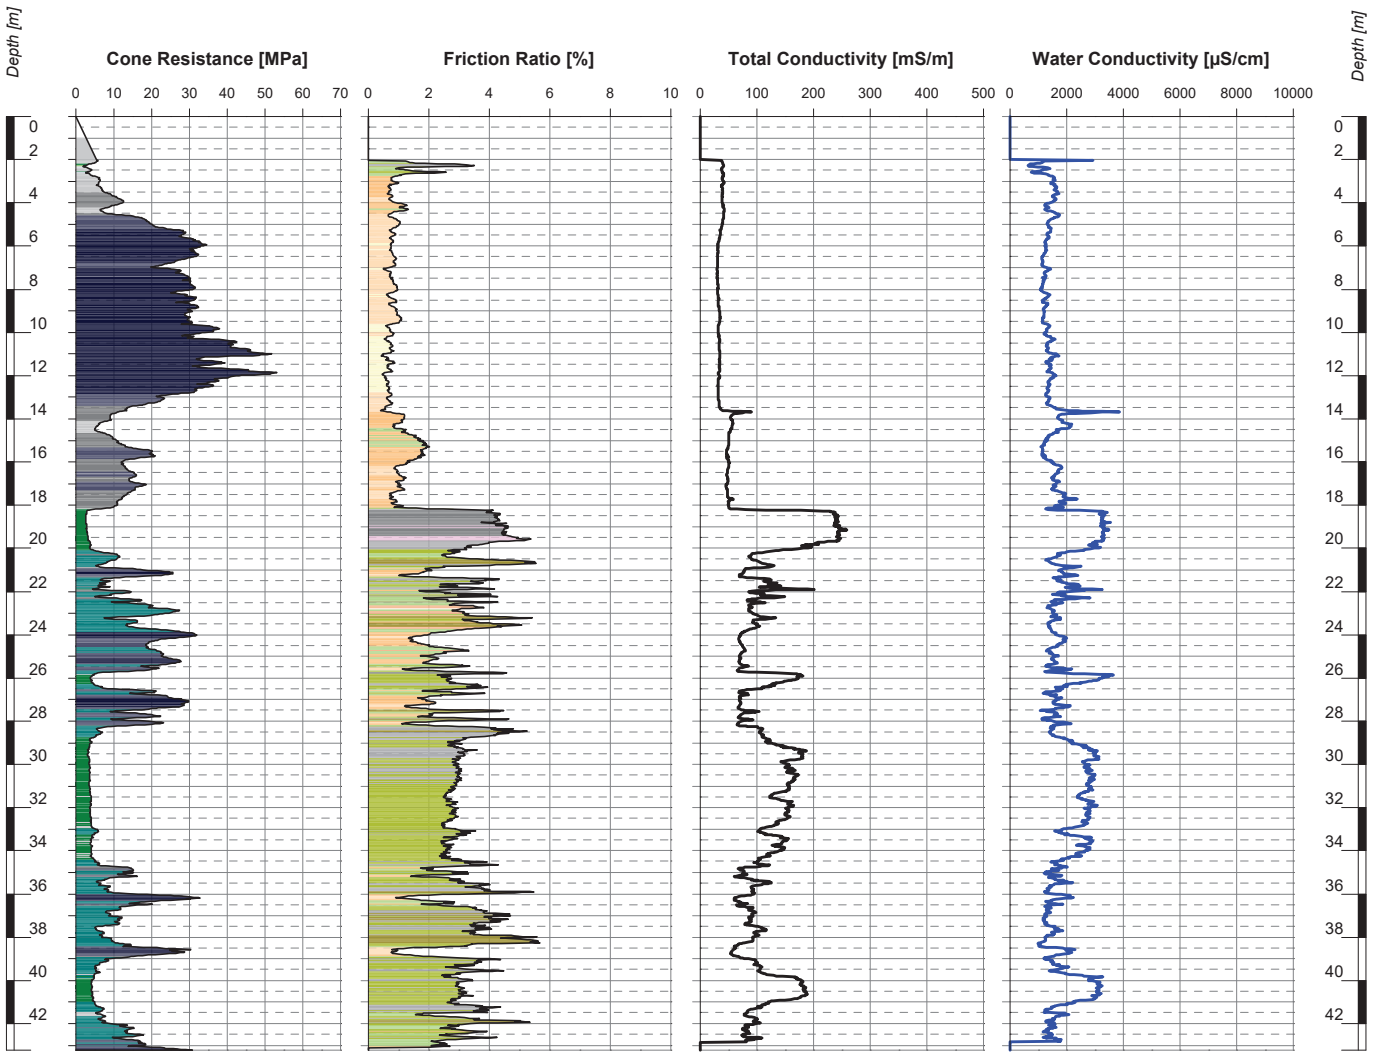 Depth [m]
Cone Resistance [MPa]
Friction Ratio [%]
Total Conductivity [mS/m]
Water Conductivity [µS/cm]
Depth [m]
0 10 20 30 40 50 60 70
0 2 4 6 8 10
0 100 200 300 400 500
0 2000 4000 6000 8000 10000
0 0
2 2
4 4
6 6
8 8
10 10
12 12
14 14
16 16
18 18
20 20
22 22
24 24
26 26
28 28
30 30
32 32
34 34
36 36
38 38
40 40
42 42